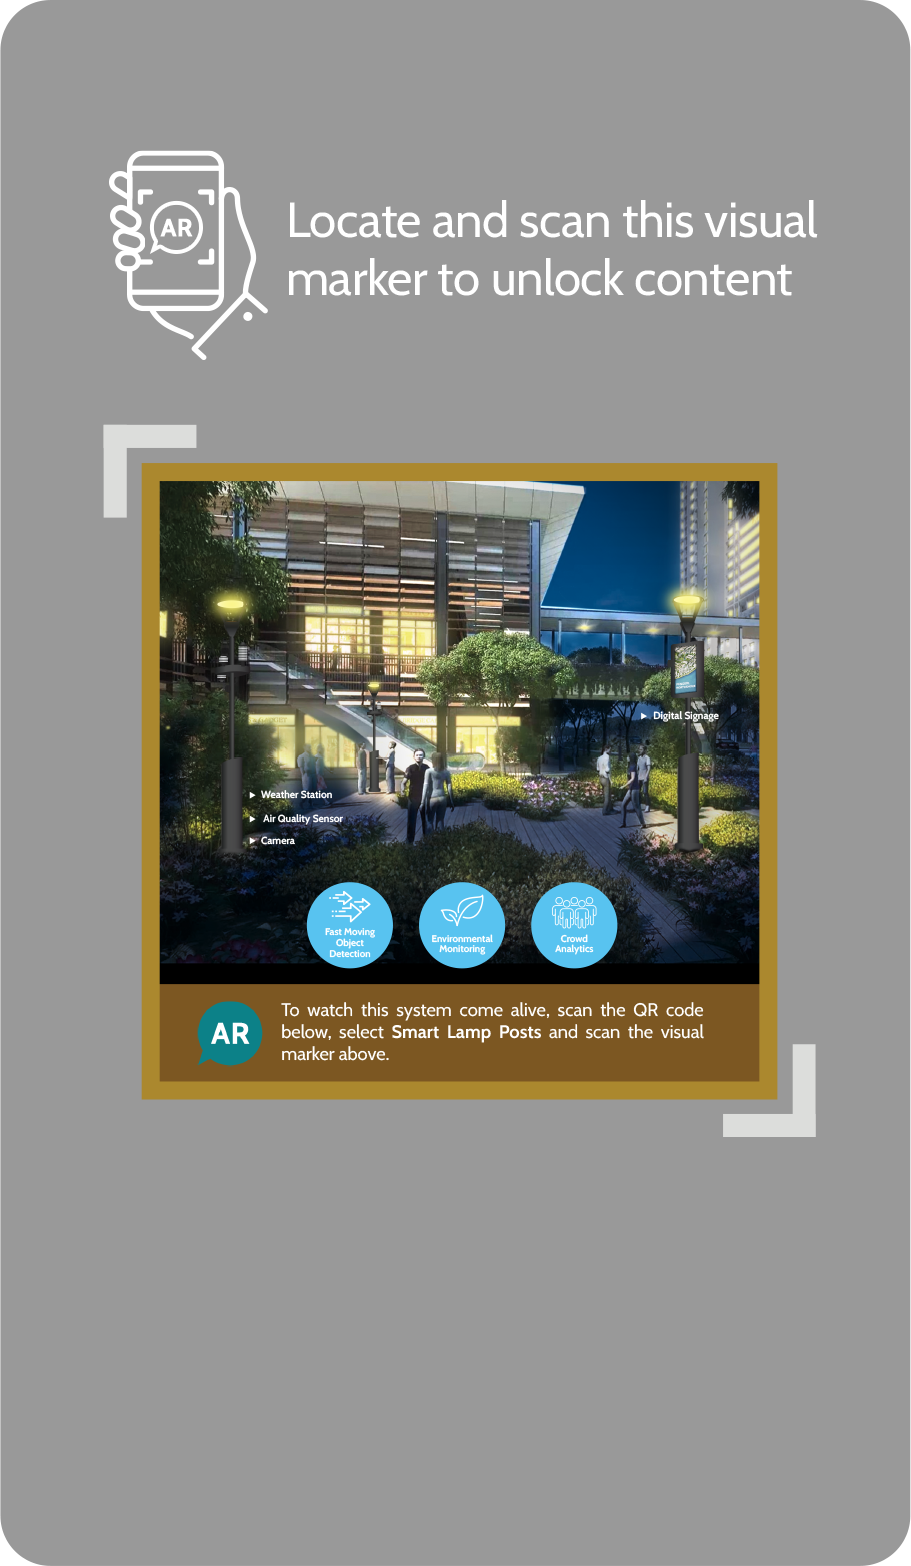 AR
Locate and scan this visual
marker to unlock content
Digital Signage
Weather Station
Air Quality Sensor
Camera
Fast Moving
Object
Detection
Environmental
Monitoring
Crowd
Analytics
AR
To watch this system come alive, scan the QR code
below, select Smart Lamp Posts and scan the visual
marker above.